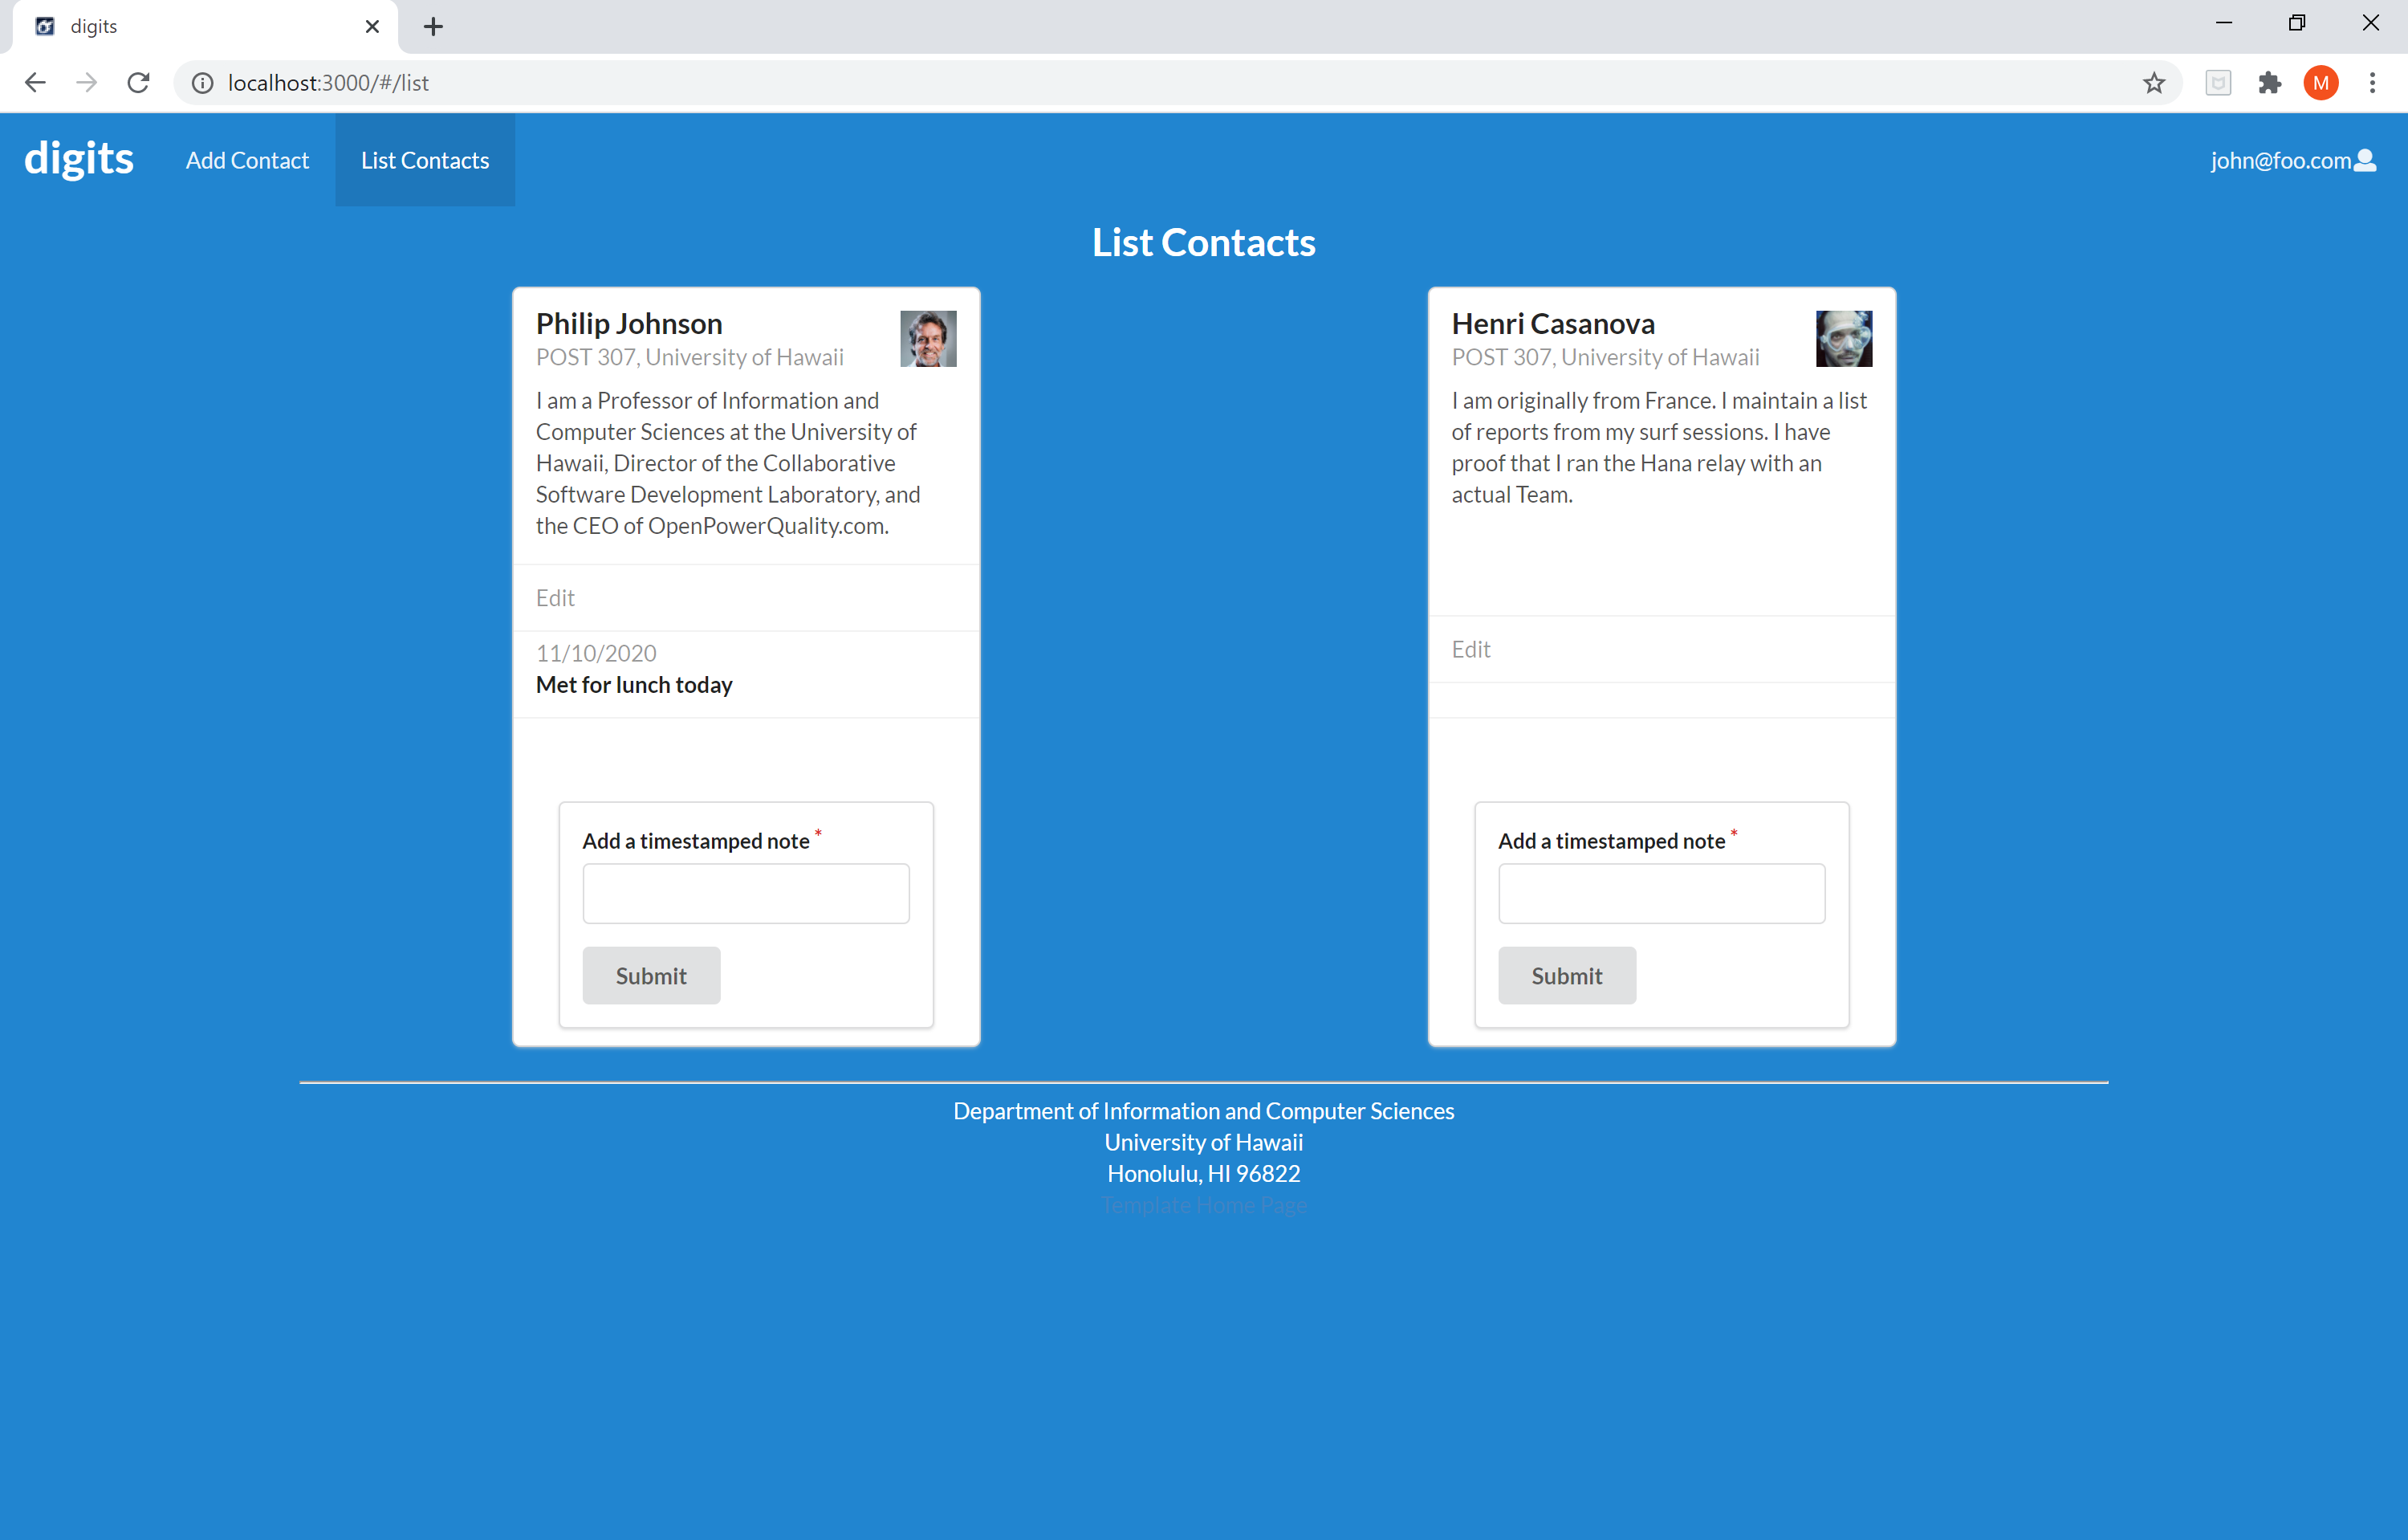 digits
localhost:3000/#/list
M
digits
Add Contact
List Contacts
john@foo.com
List Contacts
Philip Johnson
POST 307, University of Hawaii
I am a Professor of Information and
Computer Sciences at the University of
Hawaii, Director of the Collaborative
Software Development Laboratory, and
the CEO of OpenPowerQuality.com.
Edit
11/10/2020
Met for lunch today
Add a timestamped note *
Submit
Henri Casanova
POST 307, University of Hawaii
I am originally from France. I maintain a list
of reports from my surf sessions. I have
proof that I ran the Hana relay with an
actual Team.
Edit
Add a timestamped note *
Submit
Department of Information and Computer Sciences
University of Hawaii
Honolulu, HI 96822
Template Home Page